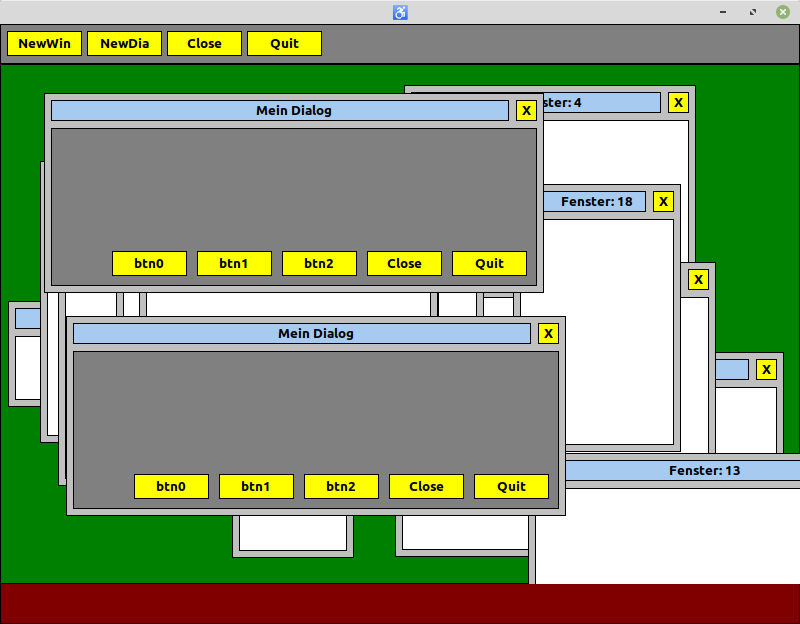 NewWin NewDia Close Quit
ster: 4 X
Mein Dialog X
Fenster: 18 X
btn0 btn1 btn2 Close Quit
X
Mein Dialog X
X
Fenster: 13
btn0 btn1 btn2 Close Quit